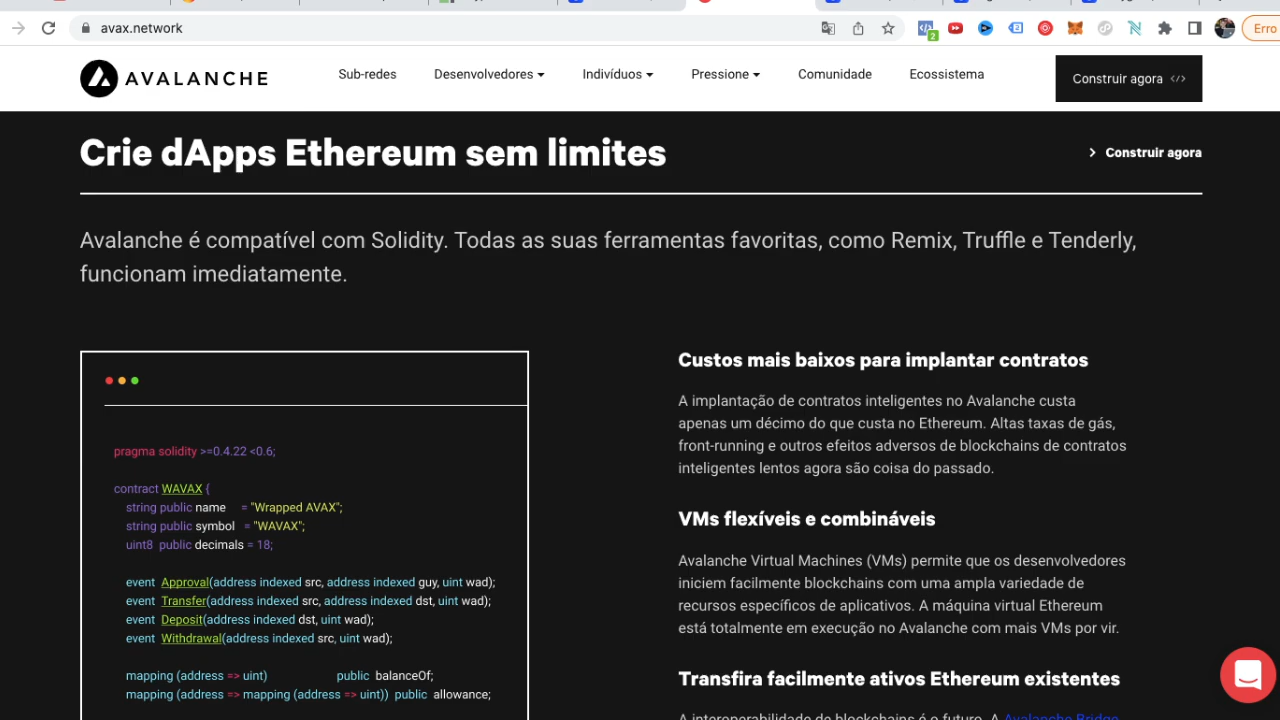 avax.network
2
Erro
AVALANCHE
Sub-redes
Desenvolvedores
Indivíduos
Pressione
Comunidade
Ecossistema
Construir agora </>
Crie dApps Ethereum sem limites
Construir agora
Avalanche é compatível com Solidity. Todas as suas ferramentas favoritas, como Remix, Truffle e Tenderly,
funcionam imediatamente.
pragma solidity >=0.4.22 <0.6;
contract WAVAX {
string public name = "Wrapped AVAX";
string public symbol = "WAVAX";
uint8 public decimals = 18;
event Approval(address indexed src, address indexed guy, uint wad);
event Transfer(address indexed src, address indexed dst, uint wad);
event Deposit(address indexed dst, uint wad);
event Withdrawal(address indexed src, uint wad);
mapping (address => uint) public balanceOf;
mapping (address => mapping (address => uint)) public allowance;
Custos mais baixos para implantar contratos
A implantação de contratos inteligentes no Avalanche custa
apenas um décimo do que custa no Ethereum. Altas taxas de gás,
front-running e outros efeitos adversos de blockchains de contratos
inteligentes lentos agora são coisa do passado.
VMs flexíveis e combináveis
Avalanche Virtual Machines (VMs) permite que os desenvolvedores
iniciem facilmente blockchains com uma ampla variedade de
recursos específicos de aplicativos. A máquina virtual Ethereum
está totalmente em execução no Avalanche com mais VMs por vir.
Transfira facilmente ativos Ethereum existentes
A interoperabilidade de blockchains é o futuro. A Avalanche Bridge